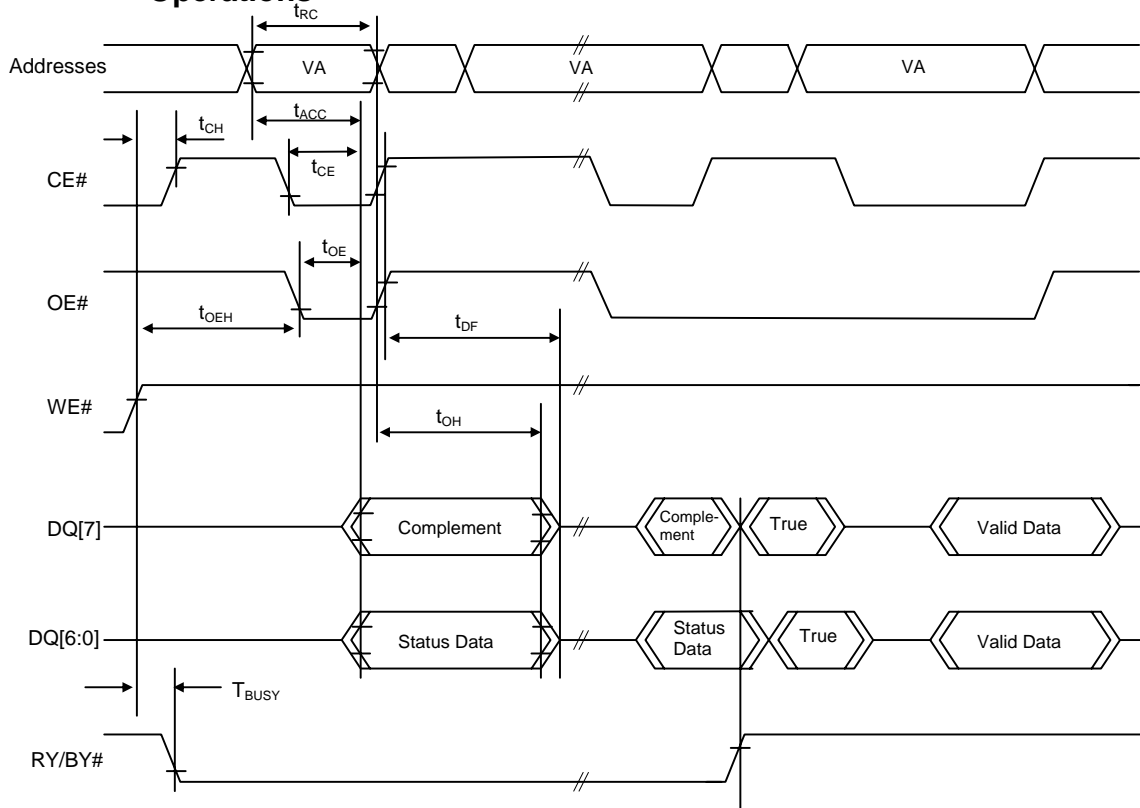 Operations
tRC
Addresses
VA
VA
VA
tACC
tCH
tCE
CE#
tOE
OE#
tOEH
tDF
WE#
tOH
DQ[7]
Complement
Comple-
ment
True
Valid Data
DQ[6:0]
Status Data
Status
Data
True
Valid Data
TBUSY
RY/BY#